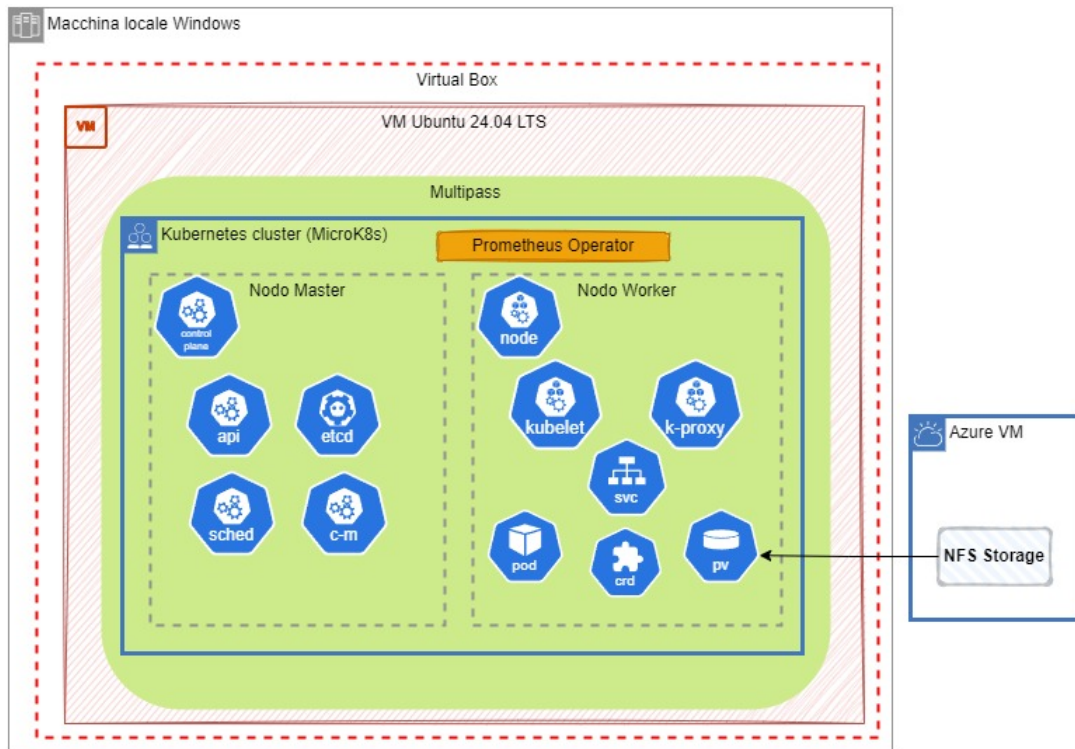 Macchina locale Windows
Virtual Box
VM
VM Ubuntu 24.04 LTS
Multipass
Kubernetes cluster (MicroK8s)
Prometheus Operator
Nodo Master
Nodo Worker
control
plane
node
api
etcd
kubelet
k-proxy
svc
sched
c-m
pod
crd
pv
Azure VM
NFS Storage